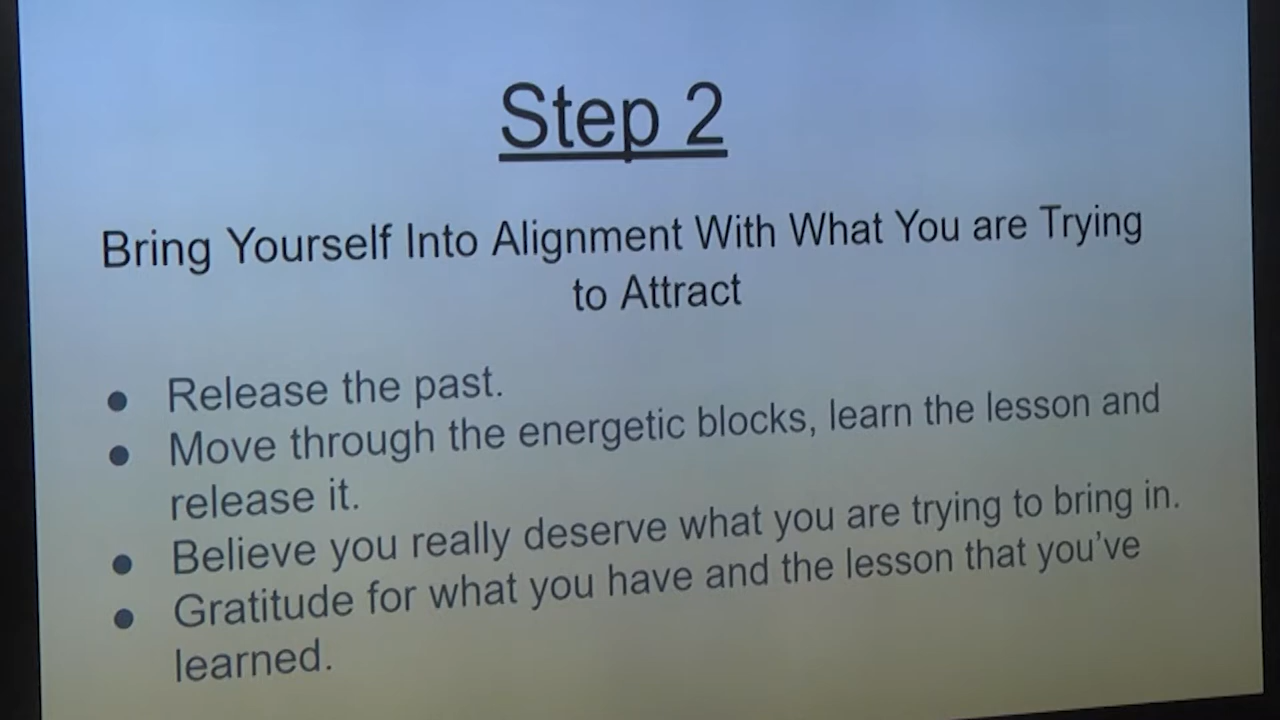 Step 2
Bring Yourself Into Alignment With What You are Trying
to Attract
● Release the past.
● Move through the energetic blocks, learn the lesson and
release it.
● Believe you really deserve what you are trying to bring in.
● Gratitude for what you have and the lesson that you've
learned.